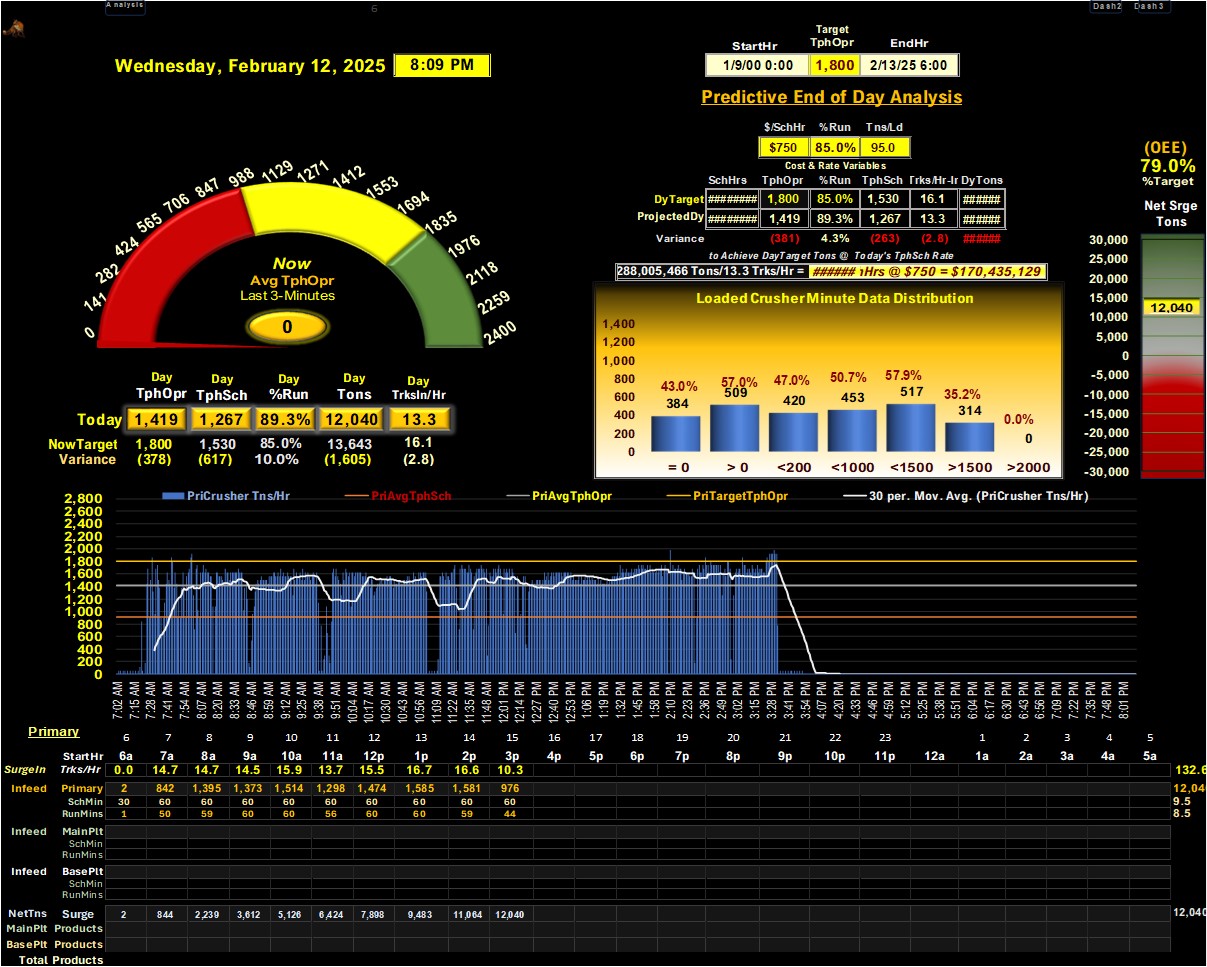 Analysis
6
Dash2 Dash3
Target
StartHr TphOpr EndHr
Wednesday, February 12, 2025 8:09 PM
1/9/00 0:00 1,800 2/13/25 6:00
Predictive End of Day Analysis
$/SchHr %Run Tns/Ld
$750 85.0% 95.0
Cost & Rate Variables
SchHrs TphOpr %Run TphSch Trks/Hr-Ir DyTons
DyTarget ######## 1,800 85.0% 1,530 16.1 ######
ProjectedDy ######## 1,419 89.3% 1,267 13.3 ######
Variance (381) 4.3% (263) (2.8) ######
to Achieve DayTarget Tons @ Today's TphSch Rate
288,005,466 Tons/13.3 Trks/Hr = ###### ıHrs @ $750 = $170,435,129
(OEE)
79.0%
%Target
Net Srge
Tons
30,000
25,000
20,000
15,000
12,040
10,000
5,000
0
-5,000
-10,000
-15,000
-20,000
-25,000
-30,000
0 141 282 424 565 706 847 988 1129 1271 1412 1553 1694 1835 1976 2118 2259 2400
Now
Avg TphOpr
Last 3-Minutes
0
Loaded Crusher Minute Data Distribution
1,400
1,200
1,000
800
600
400
200
0
43.0% 57.0% 47.0% 50.7% 57.9% 35.2% 0.0%
384 509 420 453 517 314 0
= 0 > 0 <200 <1000 <1500 >1500 >2000
Day Day Day Day Day
TphOpr TphSch %Run Tons TrksIn/Hr
Today 1,419 1,267 89.3% 12,040 13.3
NowTarget 1,800 1,530 85.0% 13,643 16.1
Variance (378) (617) 10.0% (1,605) (2.8)
PriCrusher Tns/Hr PriAvgTphSch PriAvgTphOpr PriTargetTphOpr 30 per. Mov. Avg. (PriCrusher Tns/Hr)
2,800
2,600
2,400
2,200
2,000
1,800
1,600
1,400
1,200
1,000
800
600
400
200
0
7:02 AM 7:15 AM 7:28 AM 7:41 AM 7:54 AM 8:07 AM 8:20 AM 8:33 AM 8:46 AM 8:59 AM 9:12 AM 9:25 AM 9:38 AM 9:51 AM 10:04 AM 10:17 AM 10:30 AM 10:43 AM 10:56 AM 11:09 AM 11:22 AM 11:35 AM 11:48 AM 12:01 PM 12:14 PM 12:27 PM 12:40 PM 12:53 PM 1:06 PM 1:19 PM 1:32 PM 1:45 PM 1:58 PM 2:10 PM 2:23 PM 2:36 PM 2:49 PM 3:02 PM 3:15 PM 3:28 PM 3:41 PM 3:54 PM 4:07 PM 4:20 PM 4:33 PM 4:46 PM 4:59 PM 5:12 PM 5:25 PM 5:38 PM 5:51 PM 6:04 PM 6:17 PM 6:30 PM 6:43 PM 6:56 PM 7:09 PM 7:22 PM 7:35 PM 7:48 PM 8:01 PM
Primary 6 7 8 9 10 11 12 13 14 15 16 17 18 19 20 21 22 23 1 2 3 4 5
StartHr 6a 7a 8a 9a 10a 11a 12p 1p 2p 3p 4p 5p 6p 7p 8p 9p 10p 11p 12a 1a 2a 3a 4a 5a
SurgeIn Trks/Hr 0.0 14.7 14.7 14.5 15.9 13.7 15.5 16.7 16.6 10.3 132.6
Infeed Primary 2 842 1,395 1,373 1,514 1,298 1,474 1,585 1,581 976 12,040
SchMin 30 60 60 60 60 60 60 60 60 60 9.5
RunMins 1 50 59 60 60 56 60 60 59 44 8.5
Infeed MainPlt
SchMin
RunMins
Infeed BasePlt
SchMin
RunMins
NetTns Surge 2 844 2,239 3,612 5,126 6,424 7,898 9,483 11,064 12,040 12,040
MainPlt Products
BasePlt Products
Total Products